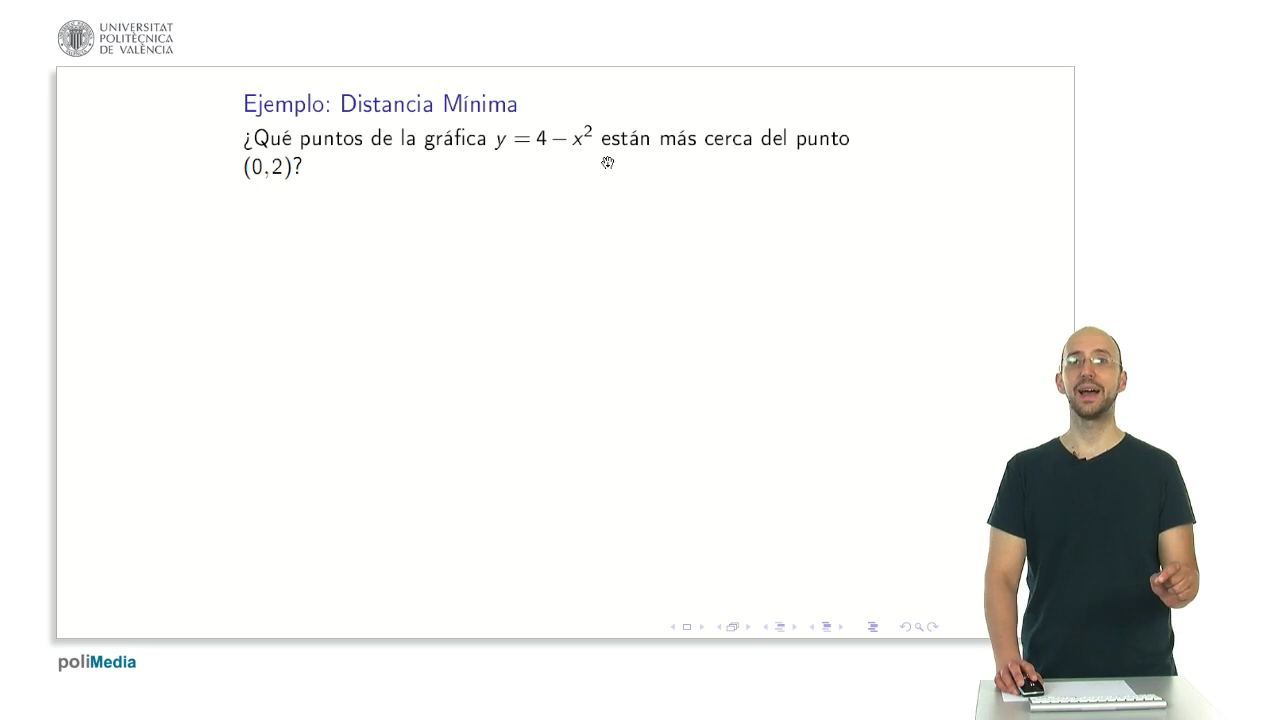 UNIVERSITAT
POLITÈCNICA
DE VALÈNCIA
Ejemplo: Distancia Mínima
¿Qué puntos de la gráfica y = 4 − x² están más cerca del punto
(0,2)?
poliMedia